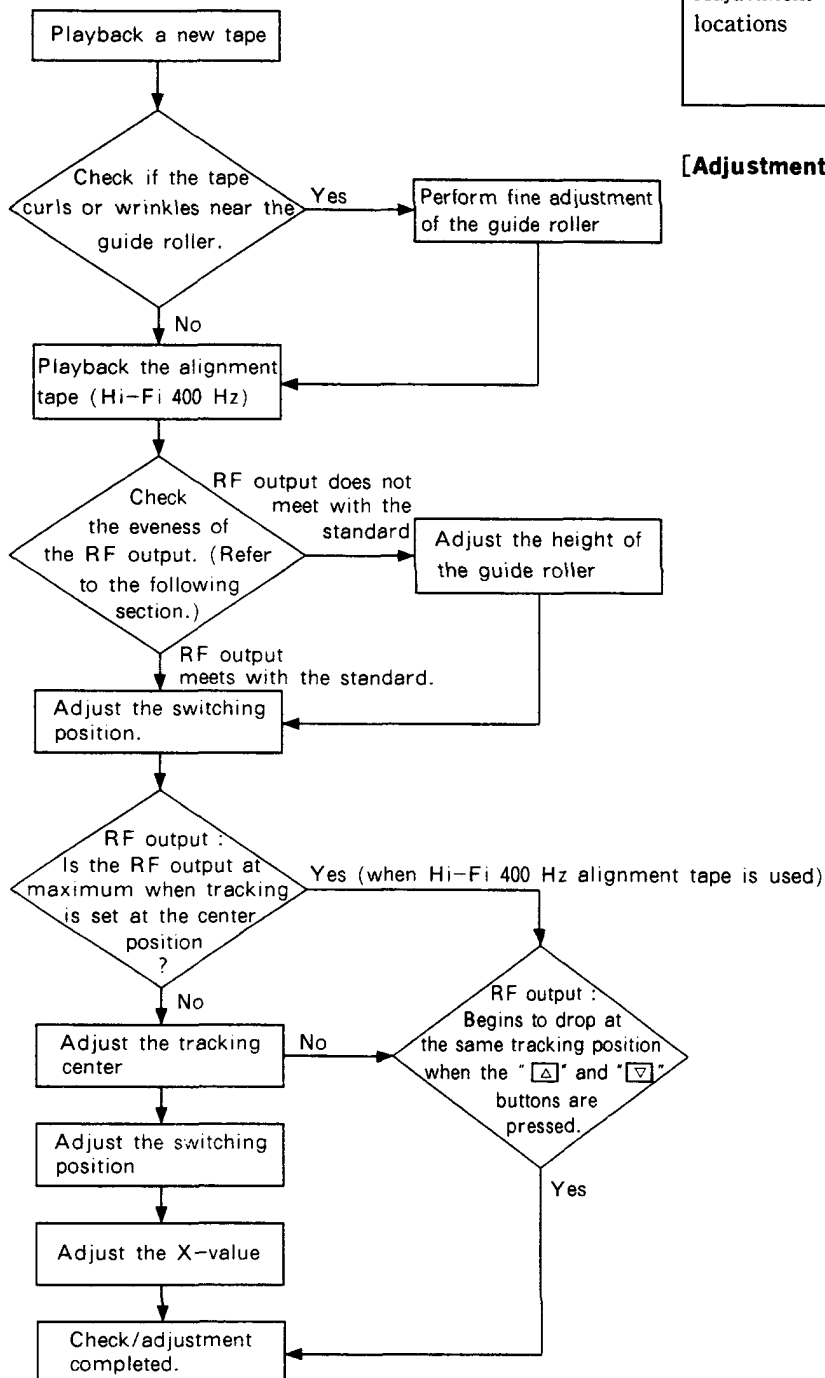 Playback a new tape
locations
[Adjustment
Check if the tape
curls or wrinkles near the
guide roller.
Yes
Perform fine adjustment
of the guide roller
No
Playback the alignment
tape (Hi-Fi 400 Hz)
RF output does not
meet with the
standard
Check
the eveness of
the RF output. (Refer
to the following
section.)
Adjust the height of
the guide roller
RF output
meets with the standard.
Adjust the switching
position.
RF output :
Is the RF output at
maximum when tracking
is set at the center
position
?
Yes (when Hi-Fi 400 Hz alignment tape is used)
No
Adjust the tracking
center
No
RF output :
Begins to drop at
the same tracking position
when the "△" and "▽"
buttons are
pressed.
Adjust the switching
position
Yes
Adjust the X-value
Check/adjustment
completed.